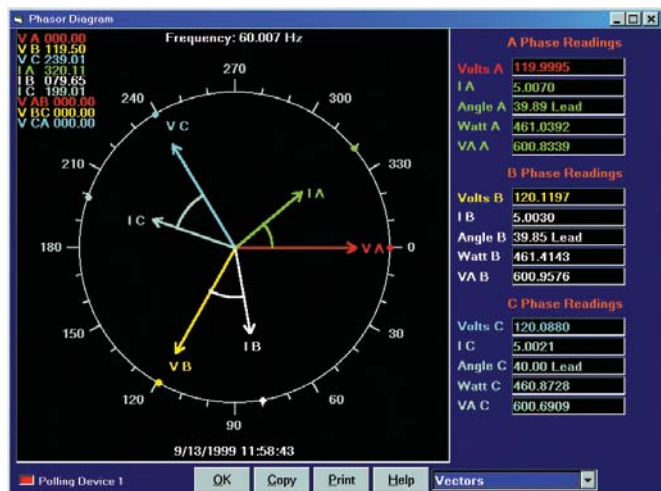 Phasor Diagram
V A 000.00
V B 119.50
V C 239.01
I A 320.11
I B 079.65
I C 199.01
V AB 000.00
V BC 000.00
V CA 000.00
Frequency: 60.007 Hz
270
240
300
210
330
180
0
150
30
120
60
90
V C
I A
I C
V A
I B
V B
9/13/1999 11:58:43
A Phase Readings
Volts A 119.9995
I A 5.0070
Angle A 39.89 Lead
Watt A 461.0392
VA A 600.8339
B Phase Readings
Volts B 120.1197
I B 5.0030
Angle B 39.85 Lead
Watt B 461.4143
VA B 600.9576
C Phase Readings
Volts C 120.0880
I C 5.0021
Angle C 40.00 Lead
Watt C 460.8728
VA C 600.6909
Polling Device 1
OK
Copy
Print
Help
Vectors